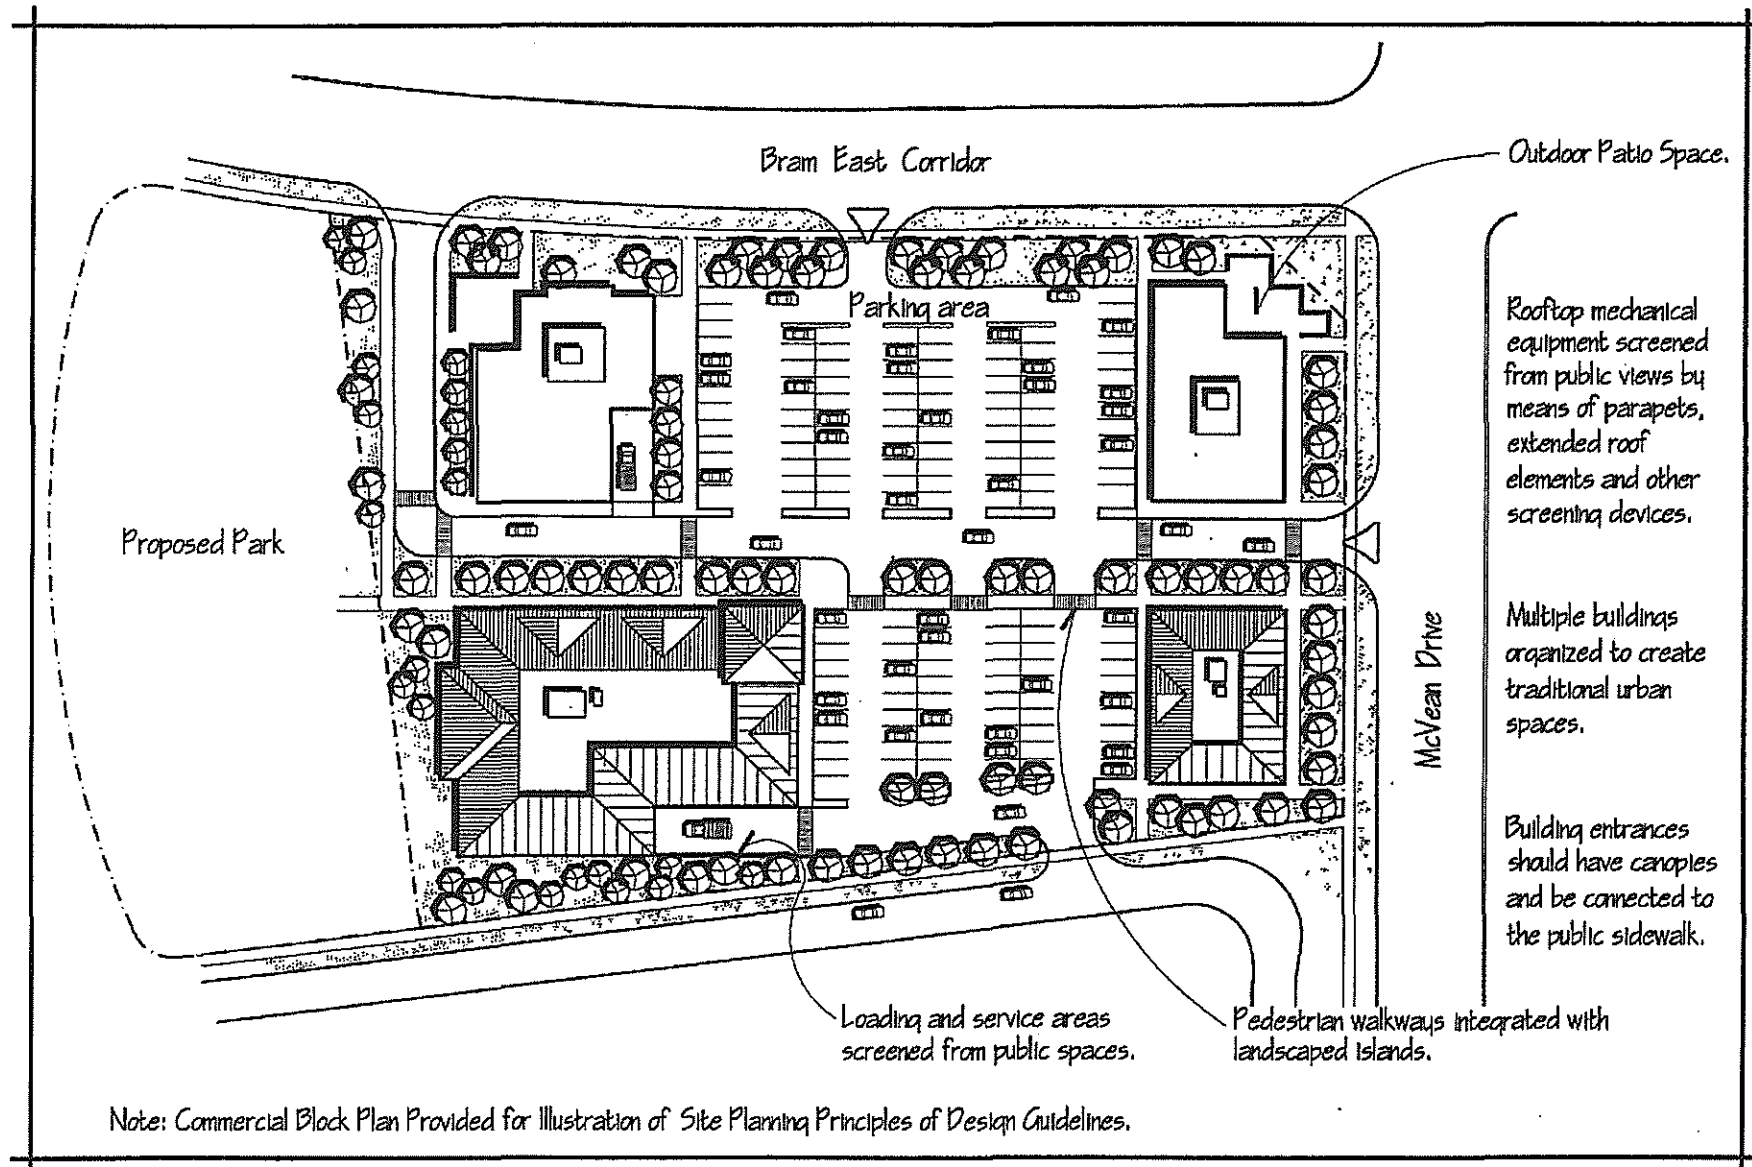 Bram East Corridor
Outdoor Patio Space.
Parking area
Rooftop mechanical
equipment screened
from public views by
means of parapets,
extended roof
elements and other
screening devices.
Proposed Park
McVean Drive
Multiple buildings
organized to create
traditional urban
spaces.
Building entrances
should have canopies
and be connected to
the public sidewalk.
Loading and service areas
screened from public spaces.
Pedestrian walkways integrated with
landscaped islands.
Note: Commercial Block Plan Provided for Illustration of Site Planning Principles of Design Guidelines.